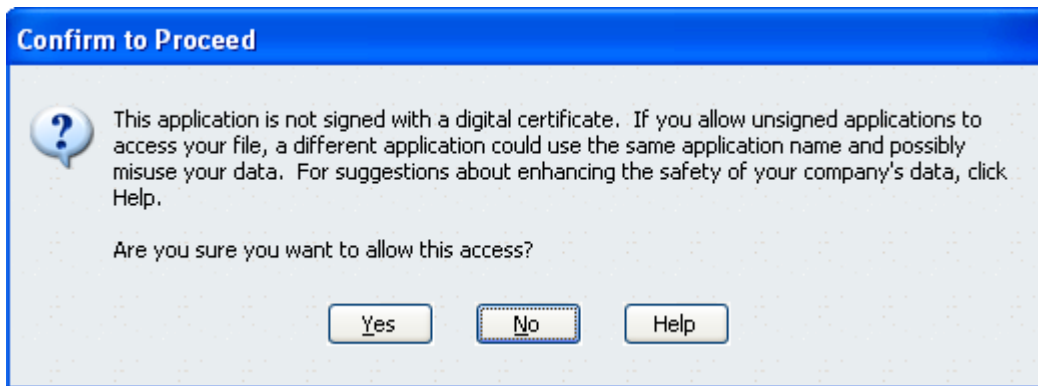 Confirm to Proceed
This application is not signed with a digital certificate.  If you allow unsigned applications to
access your file, a different application could use the same application name and possibly
misuse your data.  For suggestions about enhancing the safety of your company's data, click
Help.
Are you sure you want to allow this access?
Yes No Help